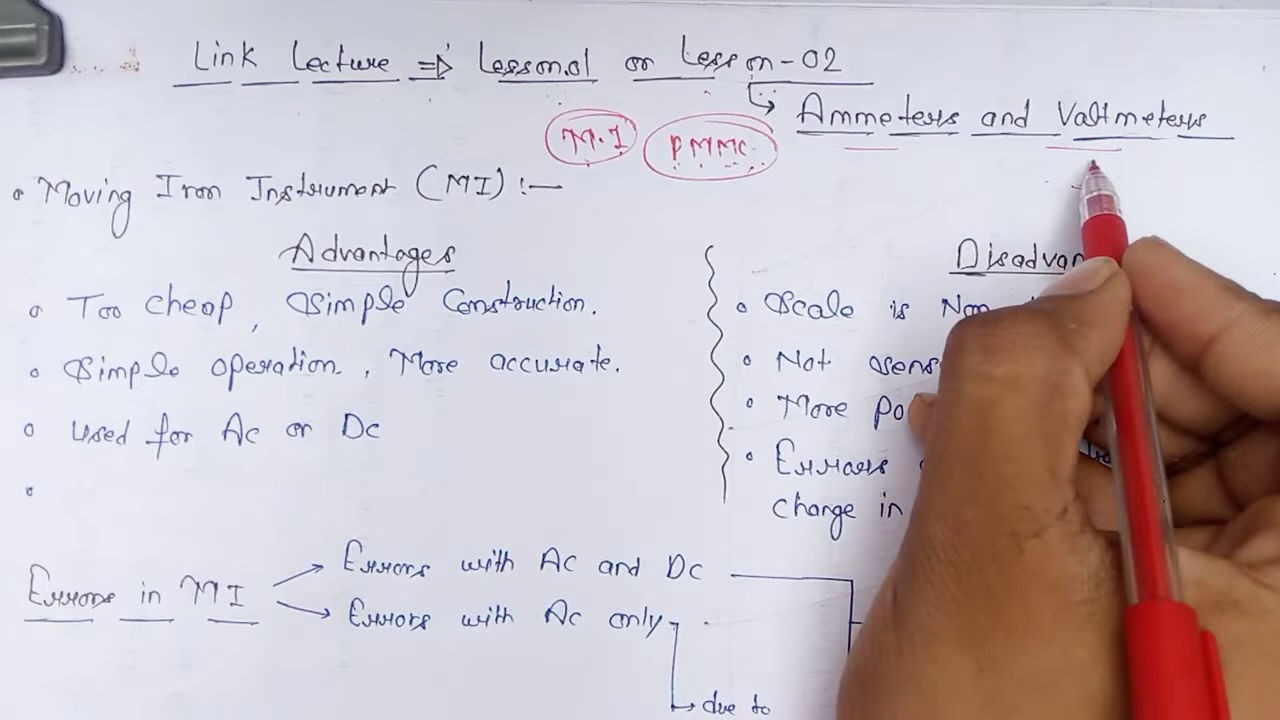 Link Lecture ⇒ Lesson.01 or Lesson-02
↳ Ammeters and Voltmeters
M.I PMMC
• Moving Iron Instrument (MI) :—
Advantages
• Too cheap, Simple Construction.
• Simple operation., More accurate.
• Used for Ac or Dc
•
Disadvan
• Scale is Non
• Not sens
• More Po
• Errors
change in
Errors in MI → Errors with Ac and Dc
→ Errors with Ac only
↳ due to